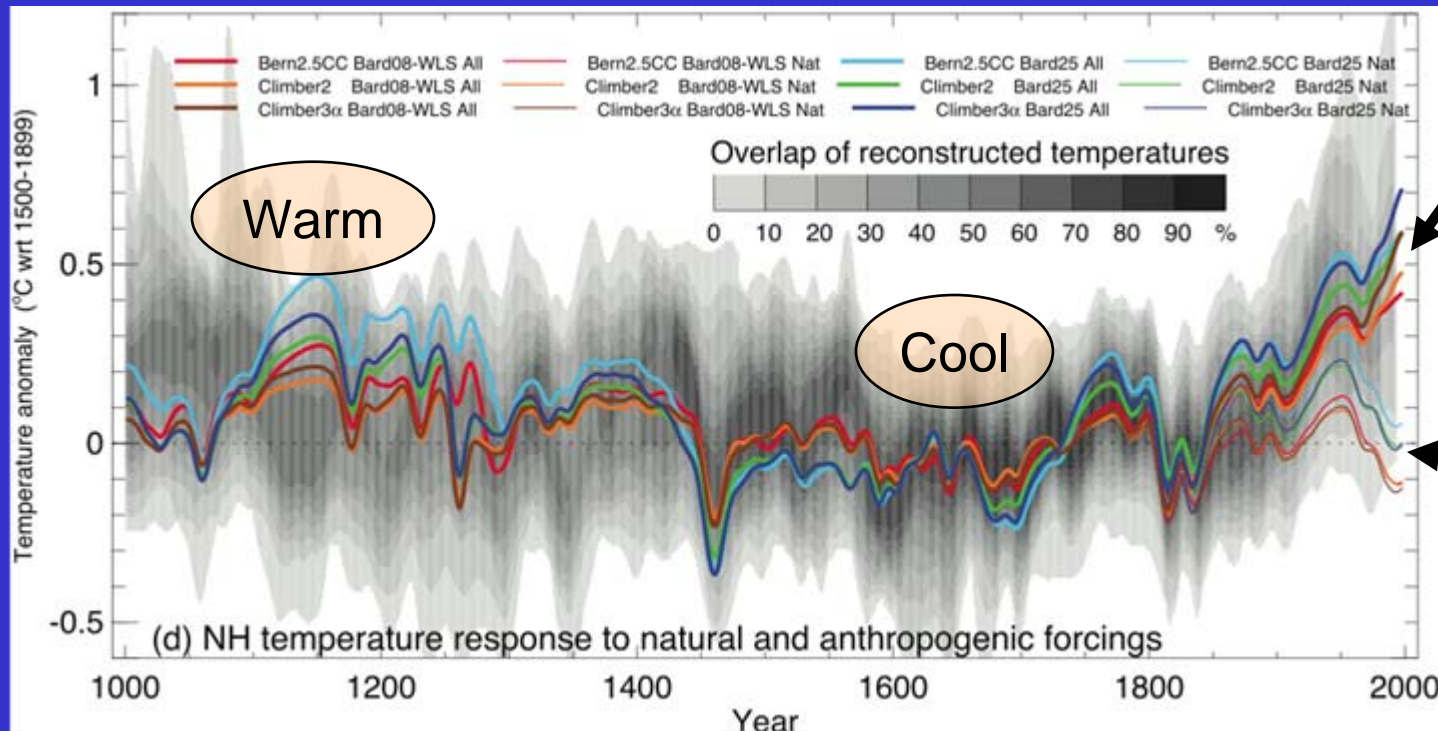 Bern2.5CC Bard08-WLS All Bern2.5CC Bard08-WLS Nat Bern2.5CC Bard25 All Bern2.5CC Bard25 Nat
Climber2 Bard08-WLS All Climber2 Bard08-WLS Nat Climber2 Bard25 All Climber2 Bard25 Nat
Climber3α Bard08-WLS All Climber3α Bard08-WLS Nat Climber3α Bard25 All Climber3α Bard25 Nat
Overlap of reconstructed temperatures
0 10 20 30 40 50 60 70 80 90 %
Warm
Cool
Temperature anomaly (°C wrt 1500-1899)
1
0.5
0
-0.5
(d) NH temperature response to natural and anthropogenic forcings
1000 1200 1400 1600 1800 2000
Year